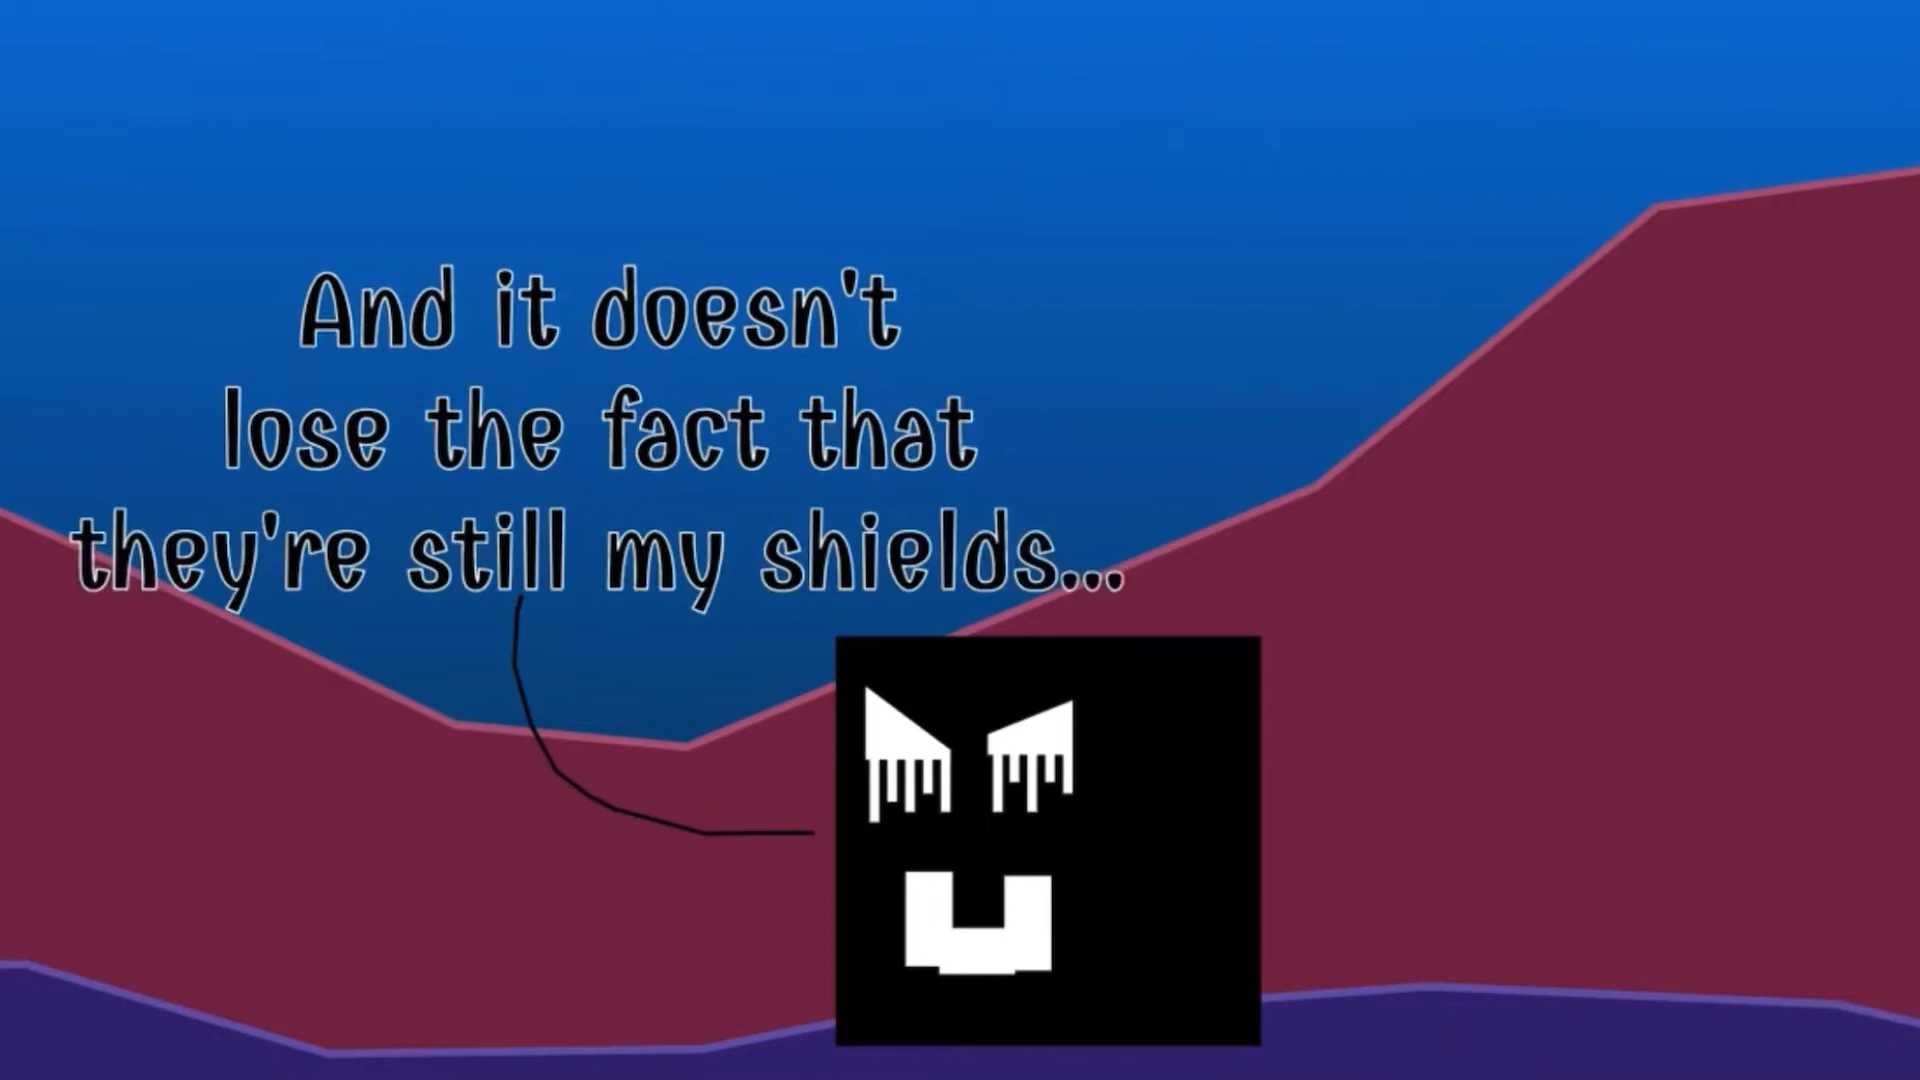 And it doesn't
lose the fact that
they're still my shields...